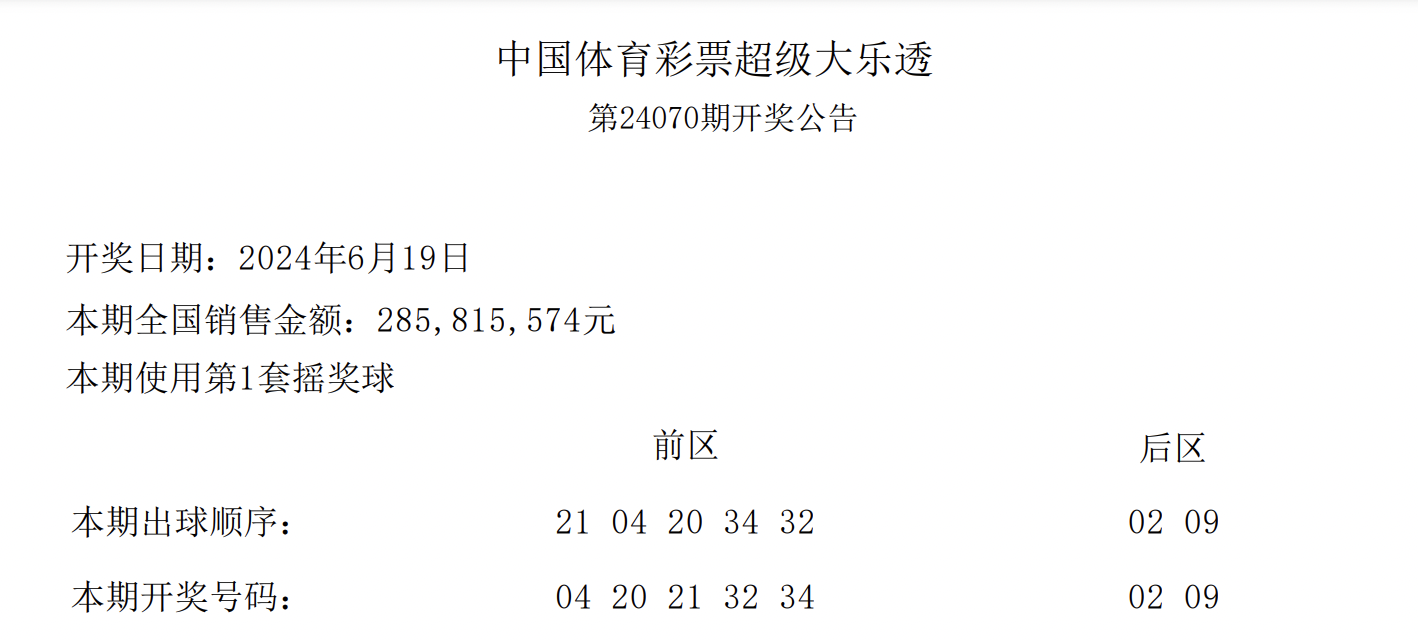 中国体育彩票超级大乐透
第24070期开奖公告
开奖日期：2024年6月19日
本期全国销售金额：285,815,574元
本期使用第1套摇奖球
前区 后区
本期出球顺序： 21 04 20 34 32 02 09
本期开奖号码： 04 20 21 32 34 02 09